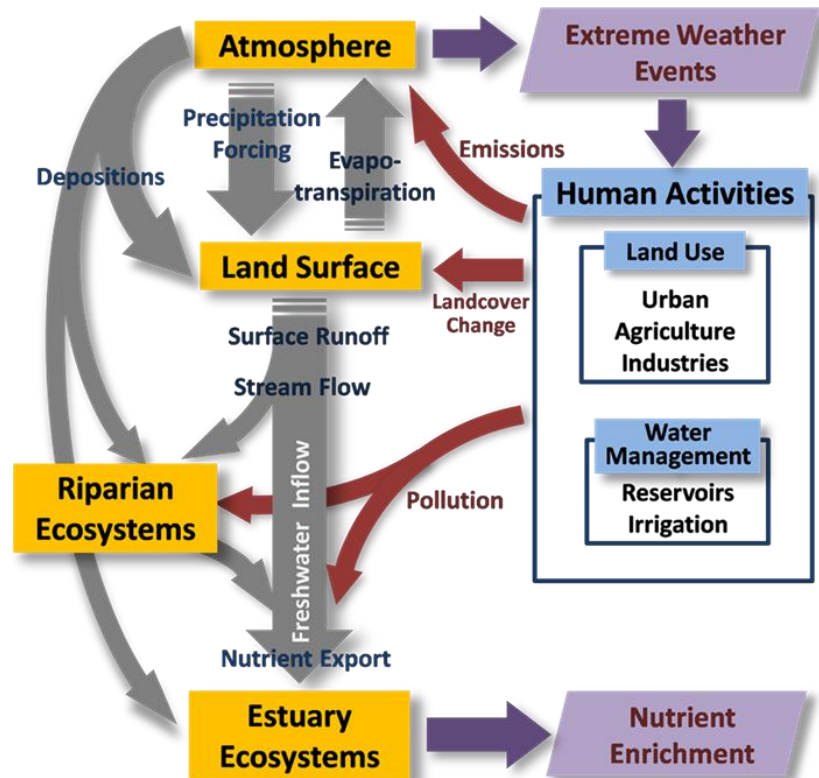 Atmosphere
Extreme Weather
Events
Precipitation
Forcing
Evapo-
transpiration
Emissions
Depositions
Human Activities
Land Surface
Landcover
Change
Land Use
Urban
Agriculture
Industries
Surface Runoff
Stream Flow
Water
Management
Reservoirs
Irrigation
Riparian
Ecosystems
Freshwater Inflow
Pollution
Nutrient Export
Estuary
Ecosystems
Nutrient
Enrichment